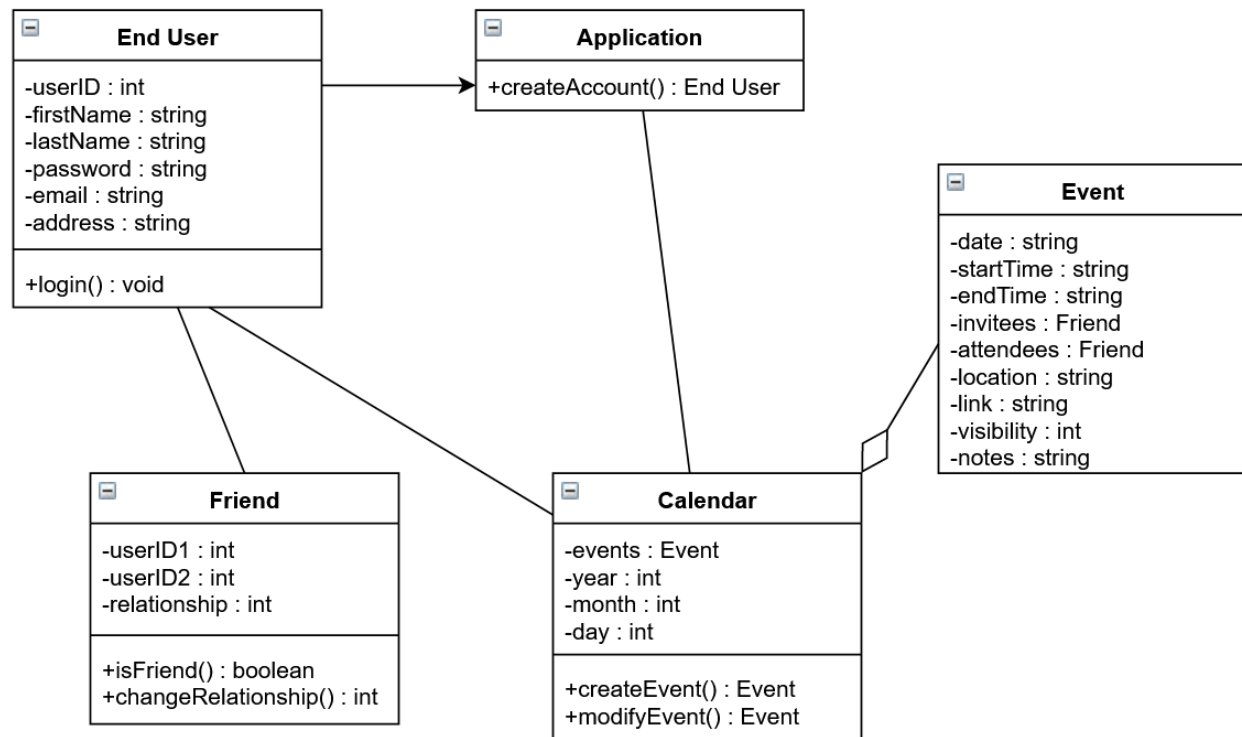 End User
-userID : int
-firstName : string
-lastName : string
-password : string
-email : string
-address : string
+login() : void
Application
+createAccount() : End User
Event
-date : string
-startTime : string
-endTime : string
-invitees : Friend
-attendees : Friend
-location : string
-link : string
-visibility : int
-notes : string
Friend
-userID1 : int
-userID2 : int
-relationship : int
+isFriend() : boolean
+changeRelationship() : int
Calendar
-events : Event
-year : int
-month : int
-day : int
+createEvent() : Event
+modifyEvent() : Event